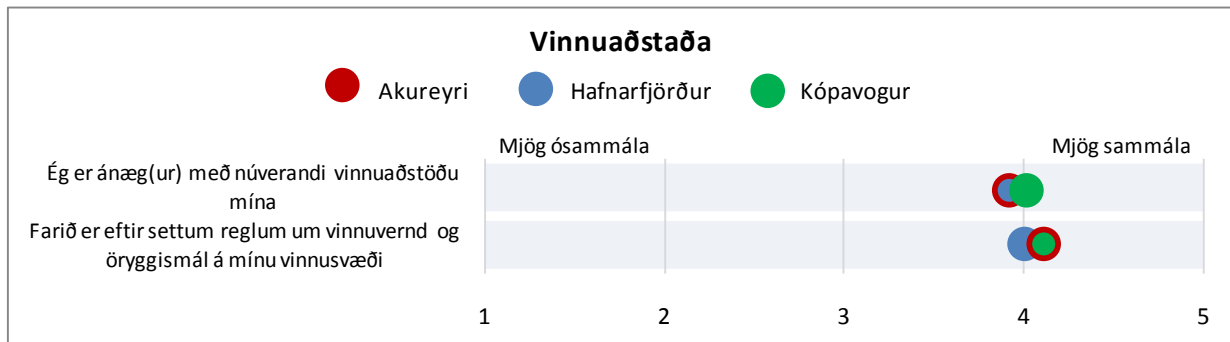 Vinnuaðstaða
Akureyri
Hafnarfjörður
Kópavogur
Mjög ósammála
Mjög sammála
Ég er ánæg(ur) með núverandi vinnuaðstöðu
mína
Farið er eftir settum reglum um vinnuvernd og
öryggismál á mínu vinnusvæði
1
2
3
4
5